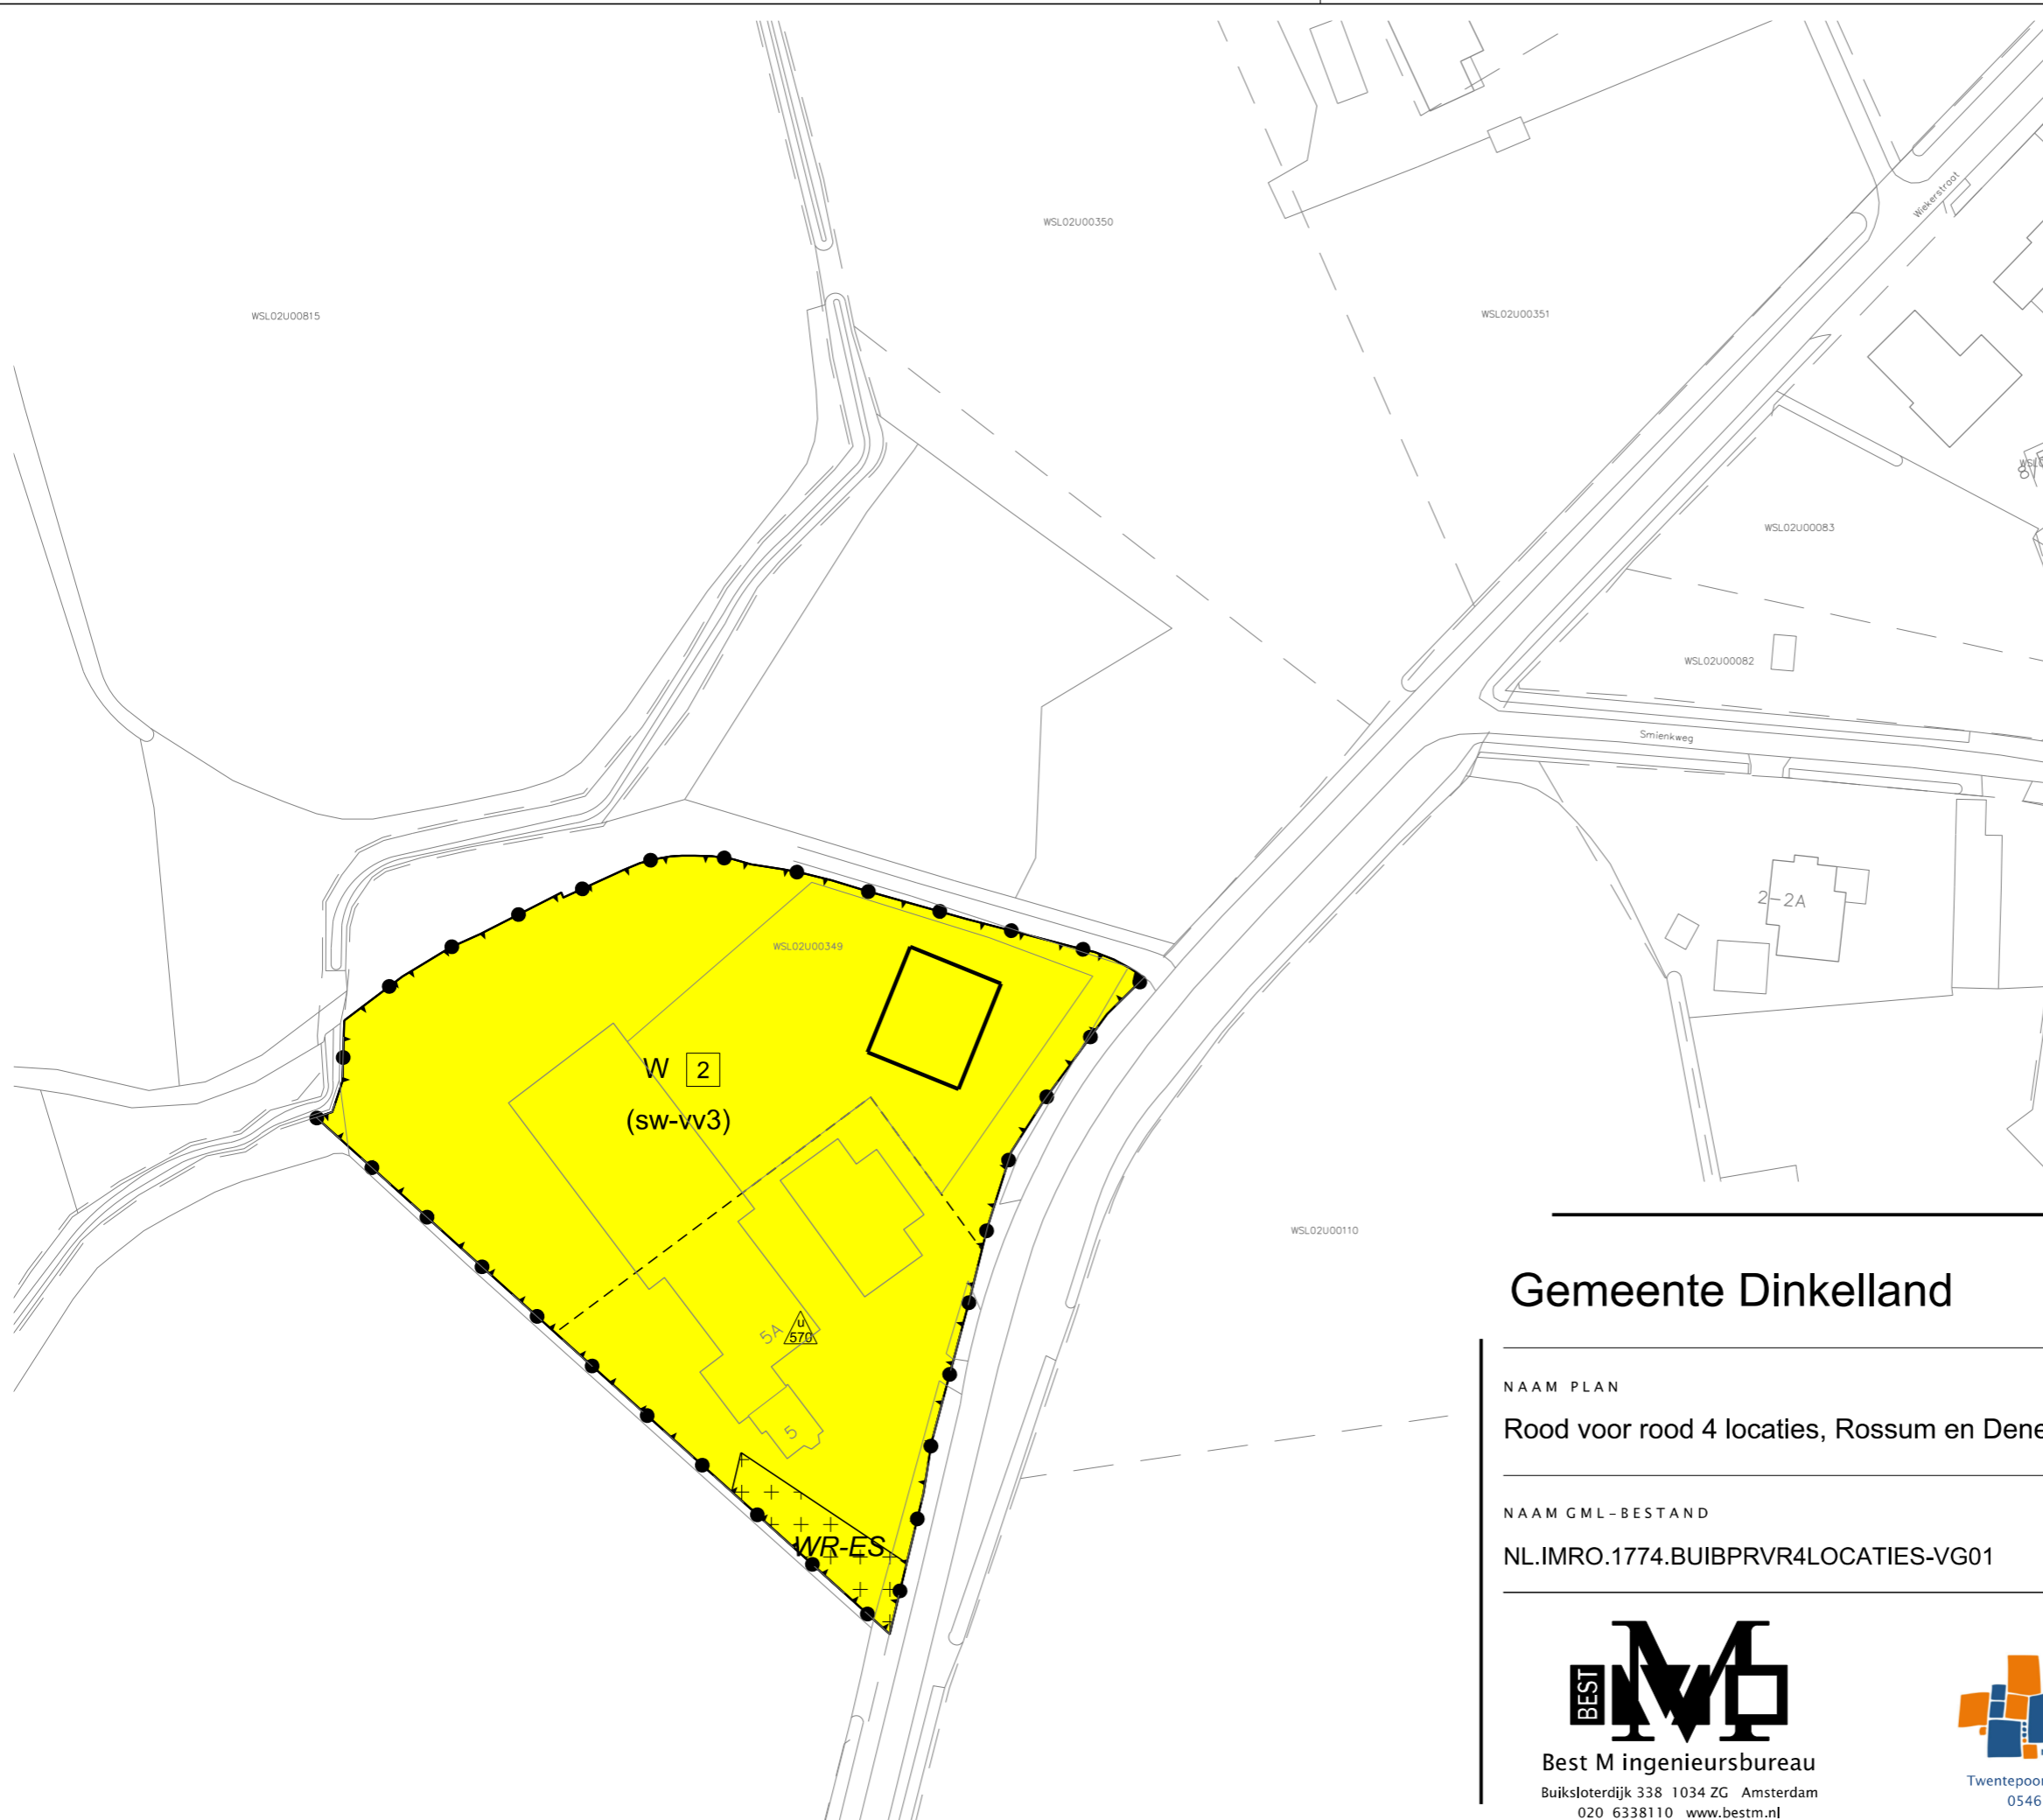 WSL02U00350
WSL02U00815
WSL02U00351
Wiekerstraat
WSL02U00083
WSL02U00082
Smienkweg
2-2A
WSL02U00349
W 2
(sw-vv3)
WSL02U00110
u
570
5A
5
WR-ES
Gemeente Dinkelland
NAAM PLAN
Rood voor rood 4 locaties, Rossum en Dene
NAAM GML-BESTAND
NL.IMRO.1774.BUIBPRVR4LOCATIES-VG01
BEST
M
Best M ingenieursbureau
Buiksloterdijk 338 1034 ZG Amsterdam
020 6338110 www.bestm.nl
Twentepoor
0546